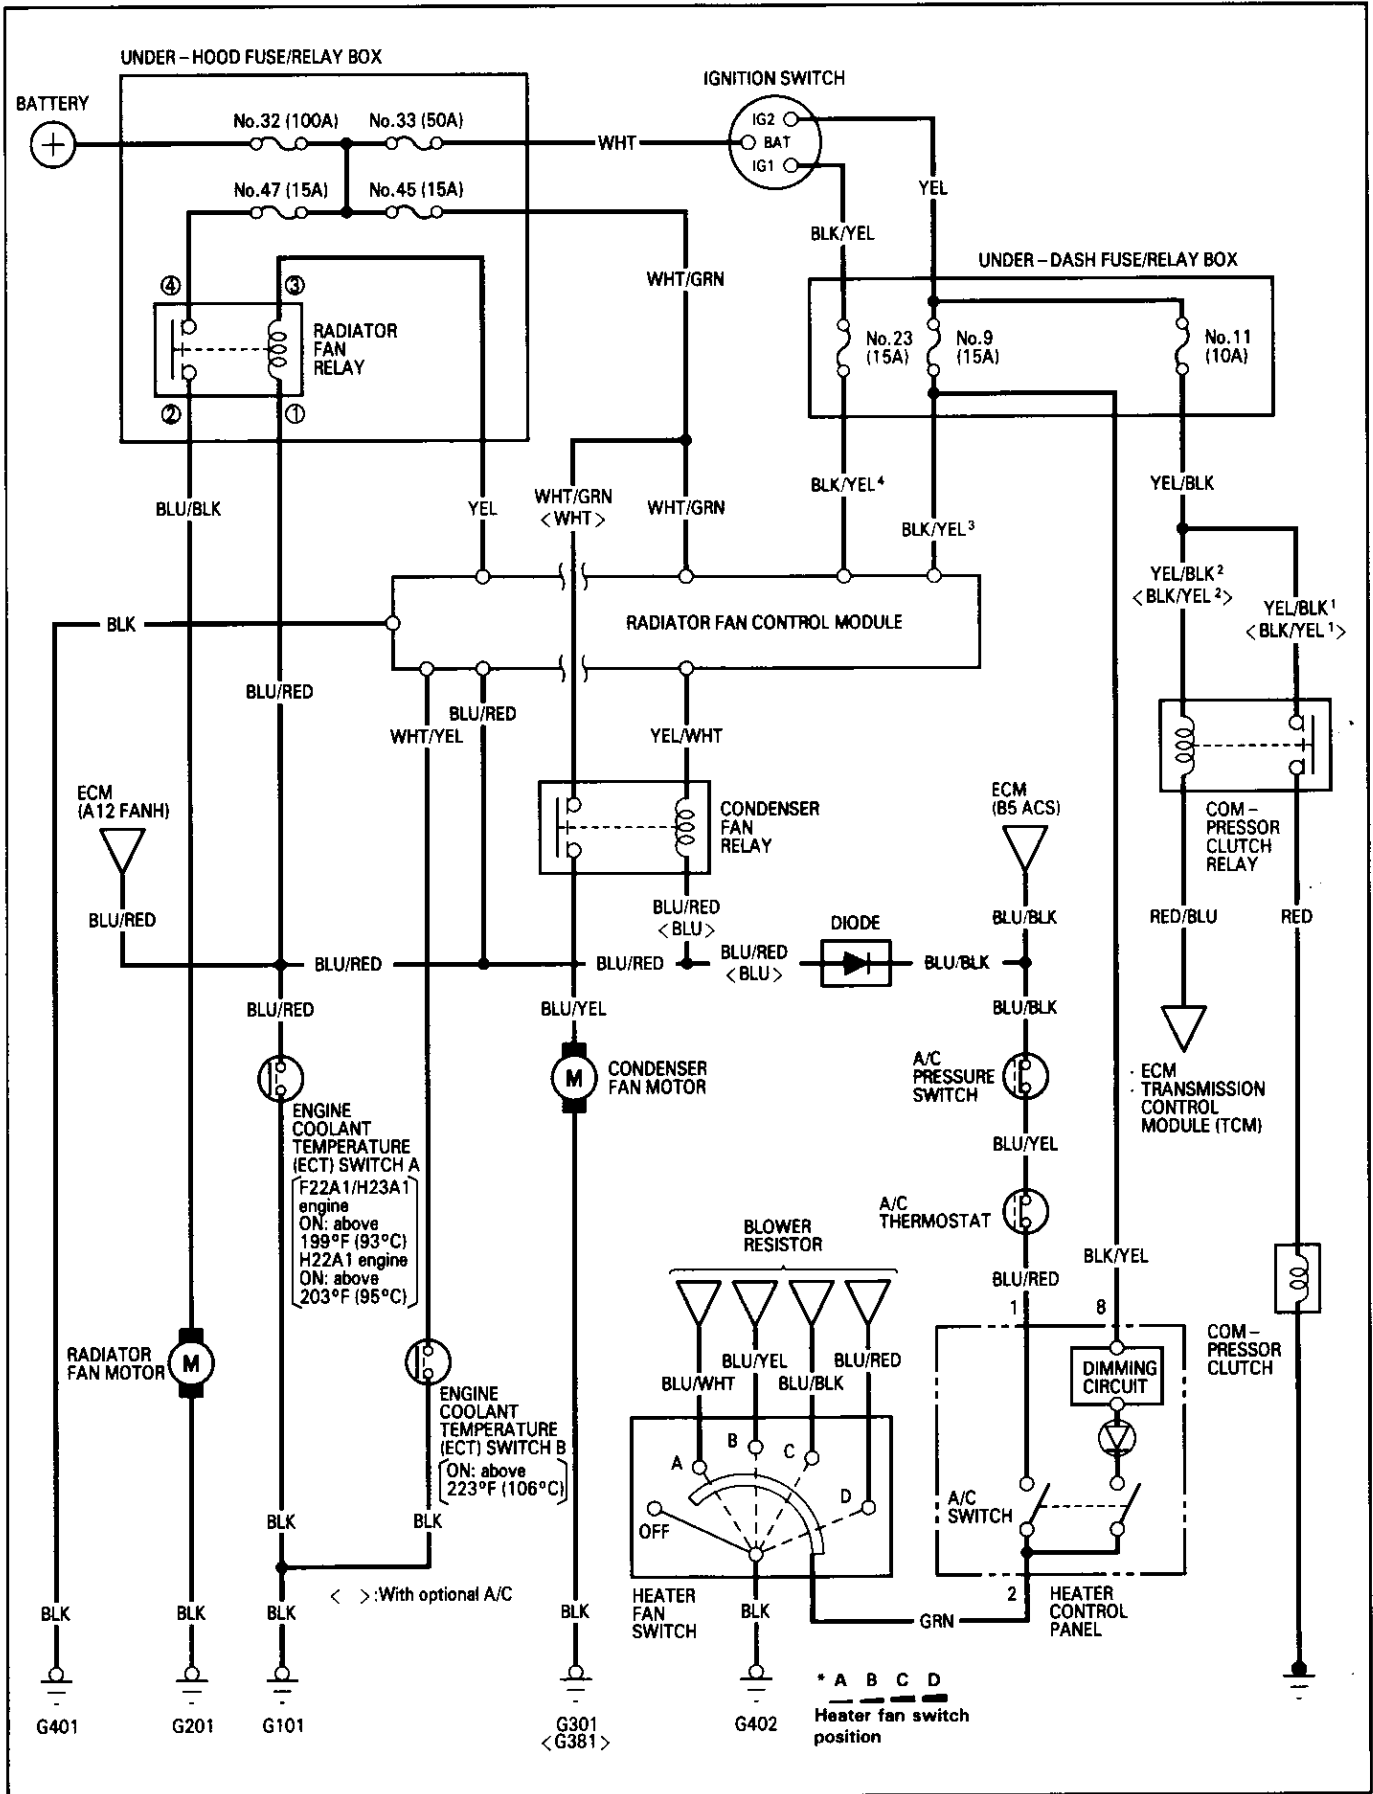 UNDER-HOOD FUSE/RELAY BOX
IGNITION SWITCH
BATTERY
No.32 (100A)
No.33 (50A)
IG2
WHT
BAT
IG1
No.47 (15A)
No.45 (15A)
YEL
BLK/YEL
UNDER-DASH FUSE/RELAY BOX
WHT/GRN
④
③
RADIATOR
FAN
RELAY
No.23
(15A)
No.9
(15A)
No.11
(10A)
②
①
BLU/BLK
YEL
WHT/GRN
<WHT>
WHT/GRN
BLK/YEL⁴
BLK/YEL³
YEL/BLK
YEL/BLK²
<BLK/YEL²>
YEL/BLK¹
<BLK/YEL¹>
BLK
RADIATOR FAN CONTROL MODULE
BLU/RED
BLU/RED
WHT/YEL
YEL/WHT
ECM
(A12 FANH)
CONDENSER
FAN
RELAY
ECM
(B5 ACS)
COM-
PRESSOR
CLUTCH
RELAY
BLU/RED
BLU/RED
<BLU>
DIODE
BLU/BLK
RED/BLU
RED
BLU/RED
BLU/RED
BLU/RED
<BLU>
BLU/BLK
BLU/RED
BLU/YEL
BLU/BLK
M
CONDENSER
FAN MOTOR
A/C
PRESSURE
SWITCH
ECM
TRANSMISSION
CONTROL
MODULE (TCM)
ENGINE
COOLANT
TEMPERATURE
(ECT) SWITCH A
F22A1/H23A1
engine
ON: above
199°F (93°C)
H22A1 engine
ON: above
203°F (95°C)
BLU/YEL
A/C
THERMOSTAT
BLOWER
RESISTOR
BLK/YEL
BLU/RED
1
8
RADIATOR
FAN MOTOR
M
BLU/YEL
BLU/RED
BLU/WHT
BLU/BLK
DIMMING
CIRCUIT
COM-
PRESSOR
CLUTCH
ENGINE
COOLANT
TEMPERATURE
(ECT) SWITCH B
ON: above
223°F (106°C)
A
B
C
D
OFF
A/C
SWITCH
BLK
BLK
< >:With optional A/C
HEATER
FAN
SWITCH
2
HEATER
CONTROL
PANEL
BLK
BLK
BLK
BLK
BLK
GRN
* A B C D
Heater fan switch
position
G401
G201
G101
G301
<G381>
G402